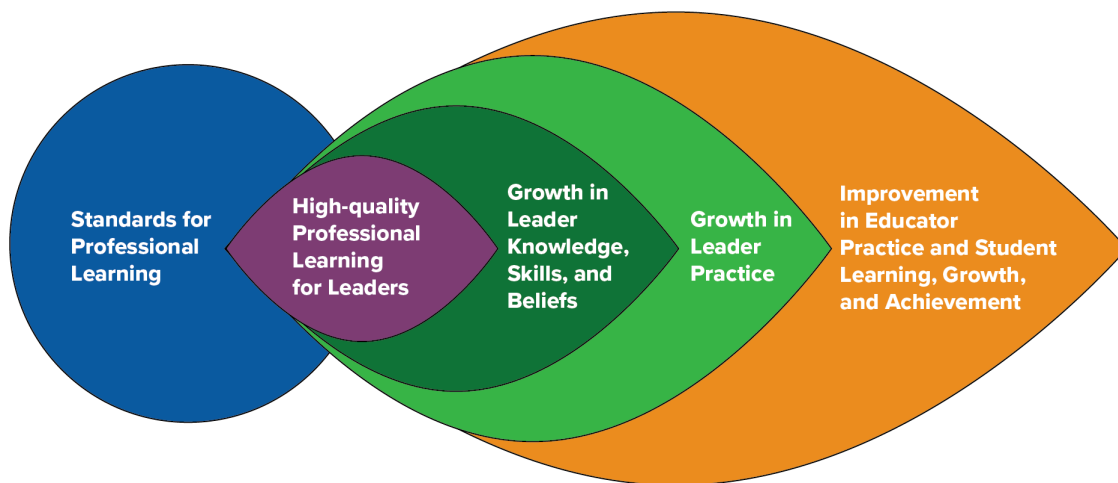 Standards for
Professional
Learning
High-quality
Professional
Learning
for Leaders
Growth in
Leader
Knowledge,
Skills, and
Beliefs
Growth in
Leader
Practice
Improvement
in Educator
Practice and Student
Learning, Growth,
and Achievement